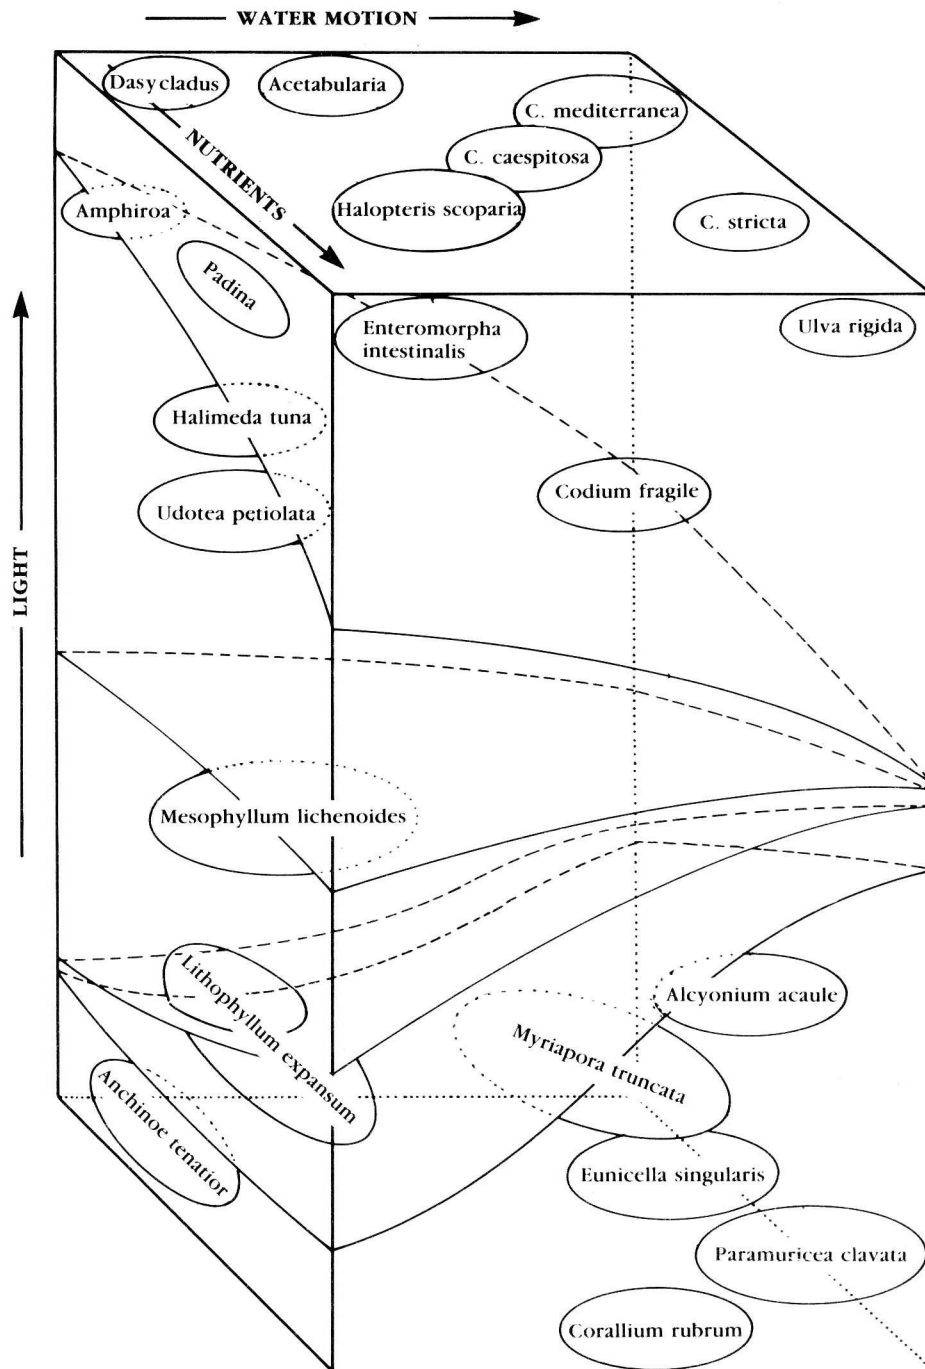 WATER MOTION
Dasycladus
Acetabularia
C. mediterranea
NUTRIENTS
C. caespitosa
Amphiroa
Halopteris scoparia
C. stricta
Padina
Enteromorpha
intestinalis
Ulva rigida
Halimeda tuna
Codium fragile
Udotea petiolata
LIGHT
Mesophyllum lichenoides
Lithophyllum expansum
Alcyonium acaule
Myriapora truncata
Anchinoe tenatior
Eunicella singularis
Paramuricea clavata
Corallium rubrum